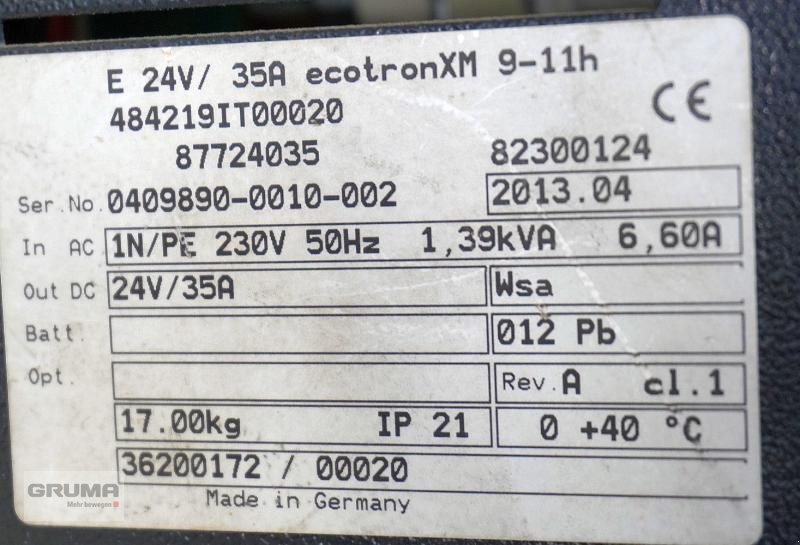 E 24V/ 35A ecotronXM 9-11h
484219IT00020
CE
87724035 82300124
Ser.No. 0409890-0010-002 2013.04
In AC 1N/PE 230V 50Hz 1,39kVA 6,60A
Out DC 24V/35A Wsa
Batt. 012 Pb
Opt. Rev. A cl.1
17.00kg IP 21 0 +40 °C
36200172 / 00020
Made in Germany
GRUMA
Mehr bewegen